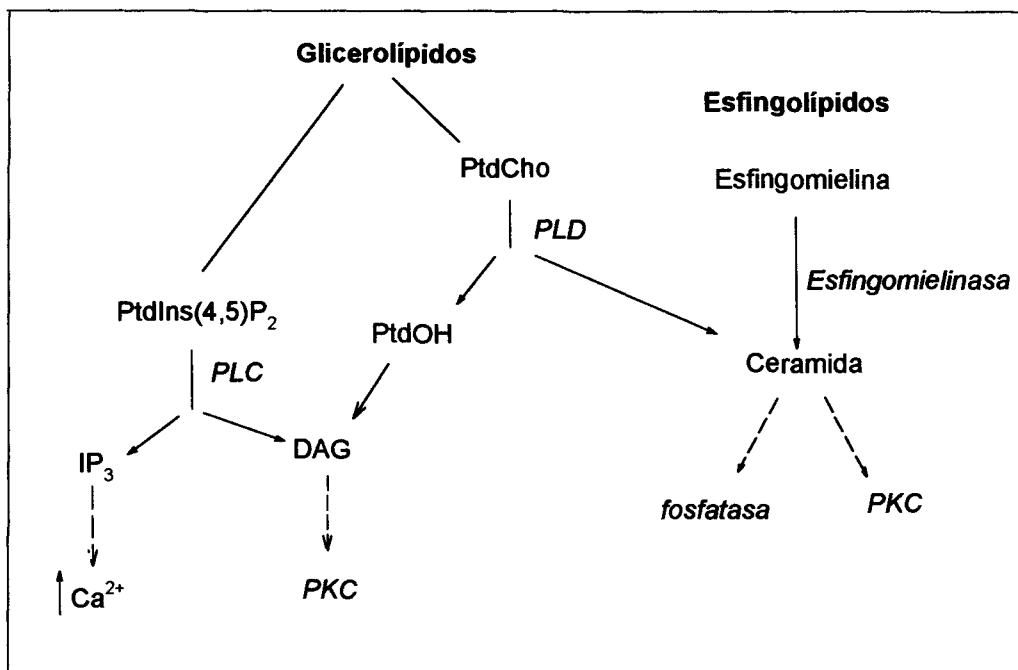 Glicerolípidos
Esfingolípidos
PtdCho
Esfingomielina
PLD
Esfingomielinasa
PtdIns(4,5)P₂
PtdOH
Ceramida
PLC
DAG
IP₃
fosfatasa
PKC
PKC
↑Ca²⁺